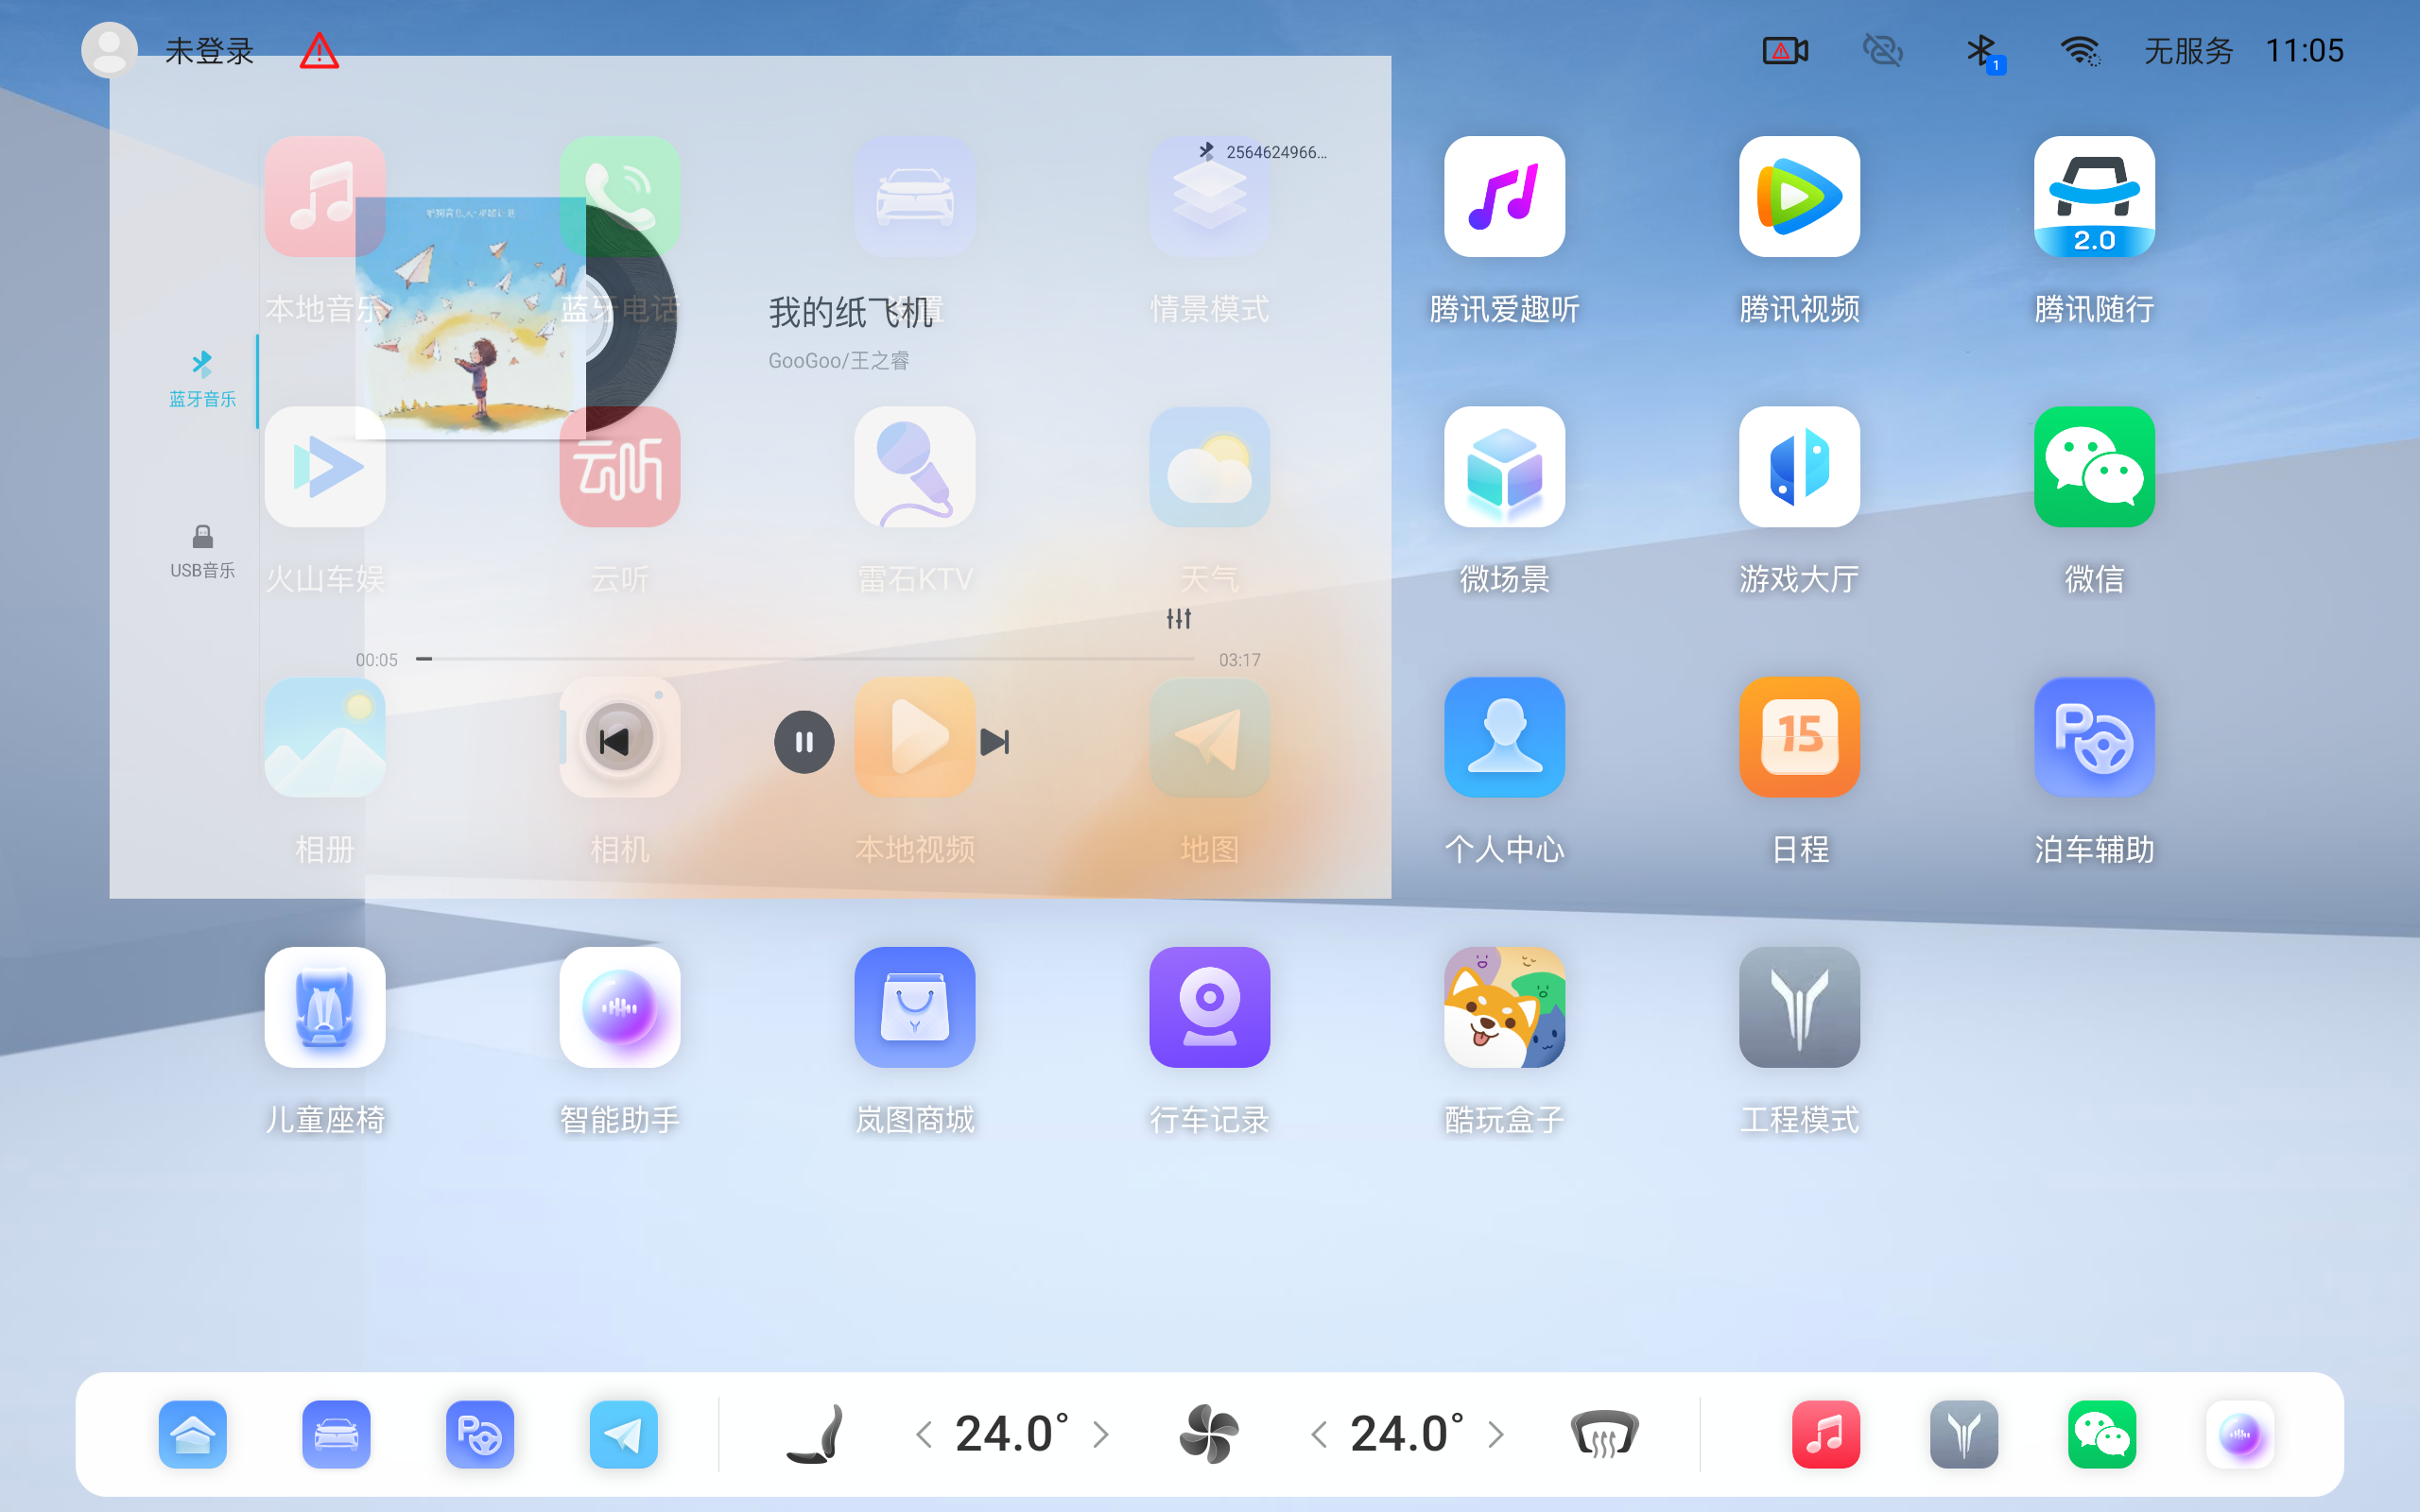 未登录
1
无服务
11:05
2564624966...
2.0
本地音乐
蓝牙电话
情景模式
腾讯爱趣听
腾讯视频
腾讯随行
我的纸飞机
置
GooGoo/王之睿
蓝牙音乐
云听
USB音乐
火山车娱
云听
雷石KTV
天气
微场景
游戏大厅
微信
00:05
03:17
15
相册
相机
本地视频
地图
个人中心
日程
泊车辅助
儿童座椅
智能助手
岚图商城
行车记录
酷玩盒子
工程模式
24.0°
24.0°